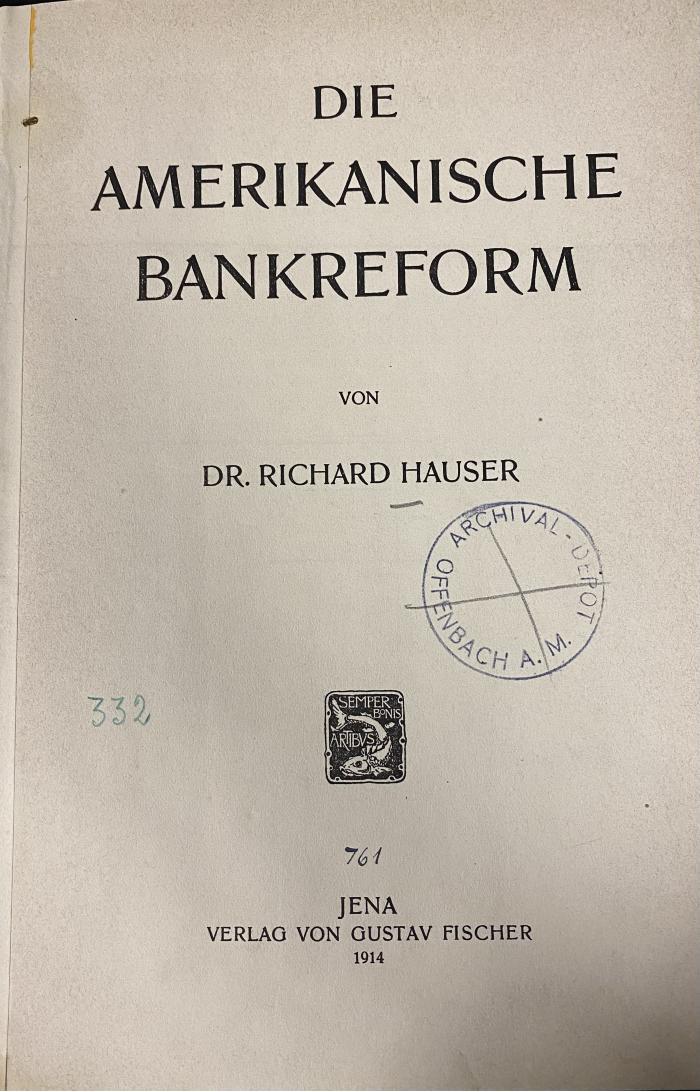 DIE
AMERIKANISCHE
BANKREFORM
VON
DR. RICHARD HAUSER
ARCHIVAL-DEPOT
OFFENBACH A. M.
332
SEMPER
BONIS
ARTIBVS
761
JENA
VERLAG VON GUSTAV FISCHER
1914